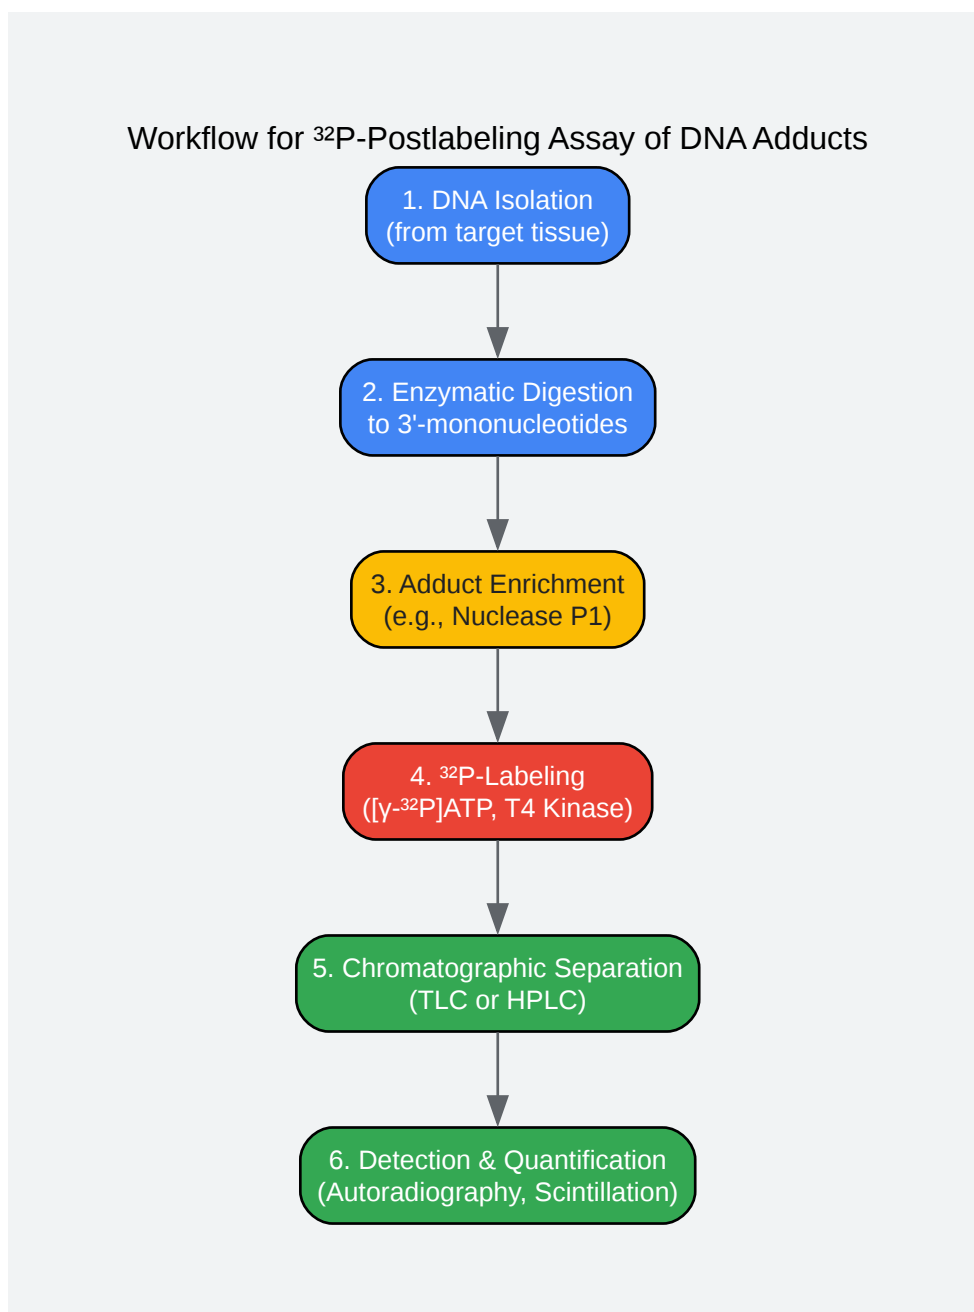 Workflow for ³²P-Postlabeling Assay of DNA Adducts
1. DNA Isolation
(from target tissue)
2. Enzymatic Digestion
to 3'-mononucleotides
3. Adduct Enrichment
(e.g., Nuclease P1)
4. ³²P-Labeling
([γ-³²P]ATP, T4 Kinase)
5. Chromatographic Separation
(TLC or HPLC)
6. Detection & Quantification
(Autoradiography, Scintillation)